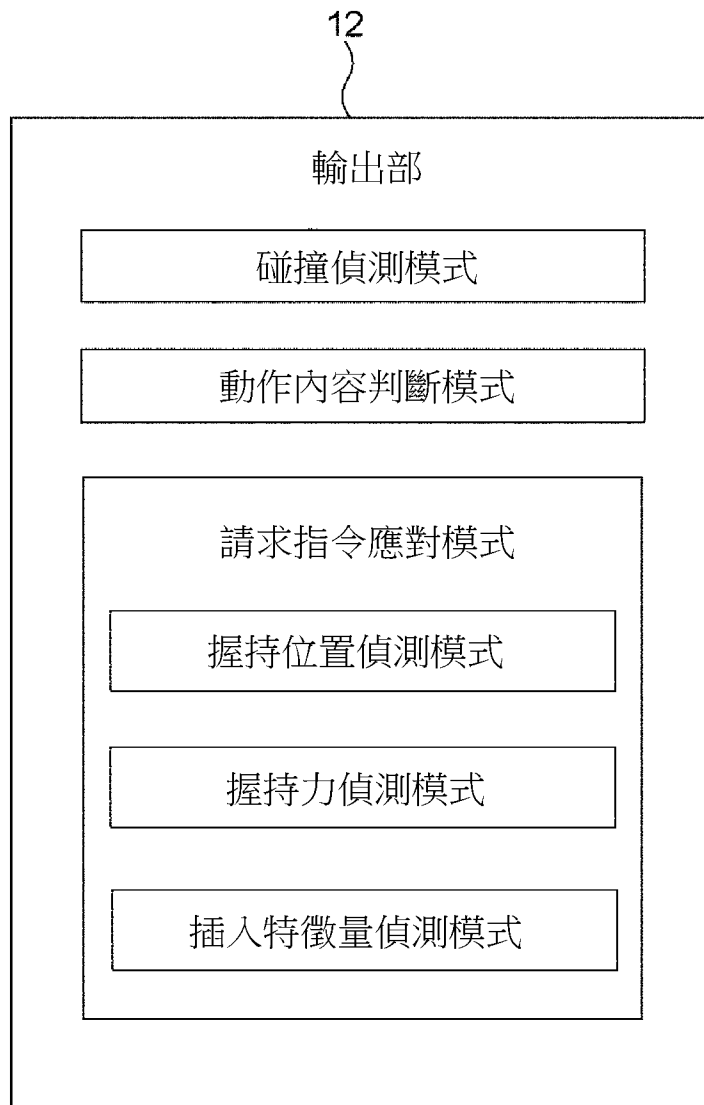 12
輸出部
碰撞偵測模式
動作內容判斷模式
請求指令應對模式
握持位置偵測模式
握持力偵測模式
插入特徵量偵測模式